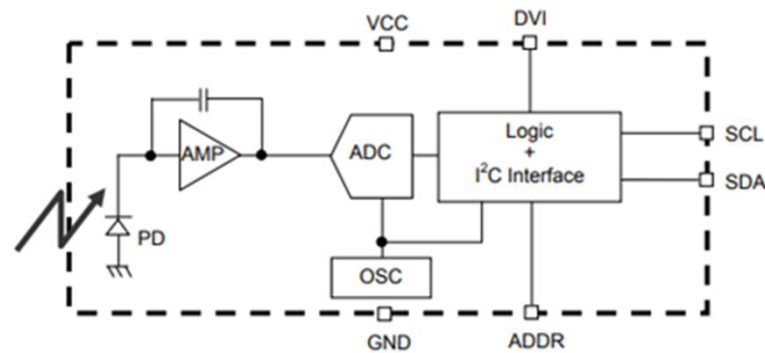 VCC
DVI
AMP
ADC
Logic
+
I²C Interface
SCL
SDA
PD
OSC
GND
ADDR